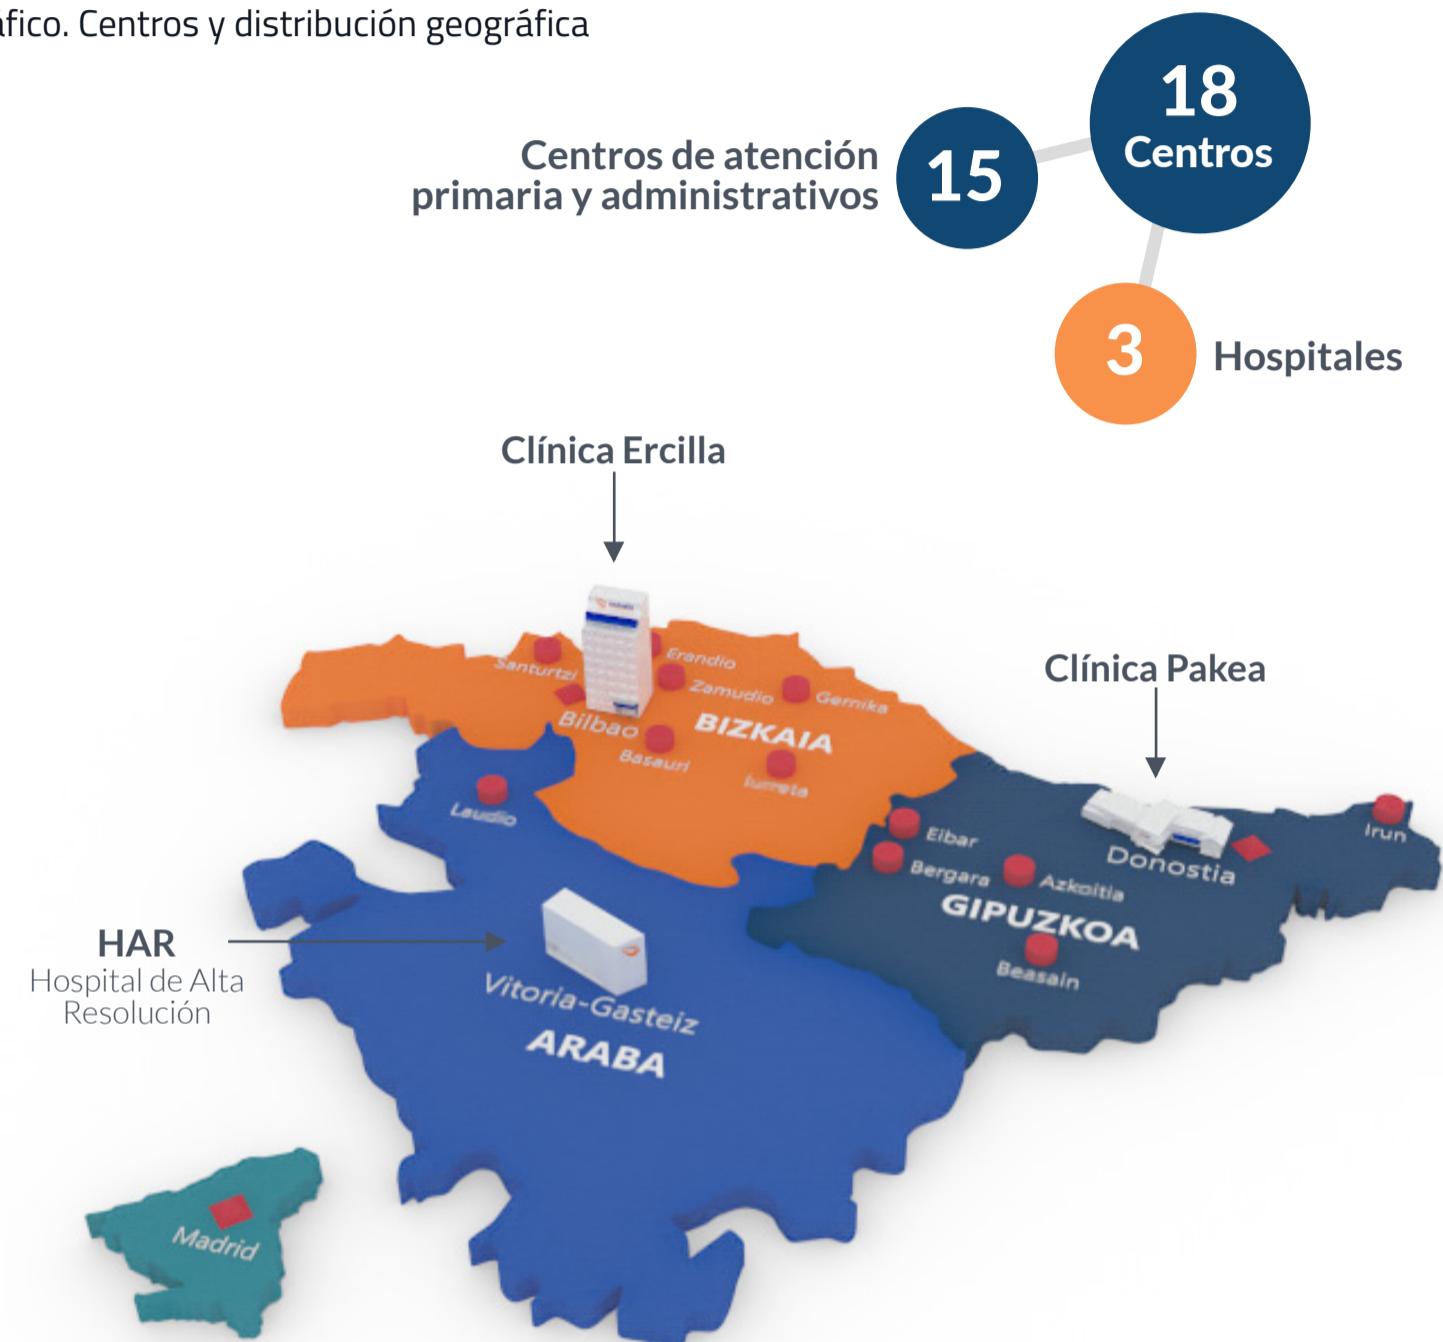 áfico. Centros y distribución geográfica
18
Centros
Centros de atención
primaria y administrativos
15
3
Hospitales
Clínica Ercilla
Clínica Pakea
Santurtzi
Erandio
Zamudio
Gernika
Bilbao
BIZKAIA
Basauri
Iurreta
Laudio
Irun
Eibar
Donostia
Bergara
Azkoitia
GIPUZKOA
Beasain
HAR
Hospital de Alta
Resolución
Vitoria-Gasteiz
ARABA
Madrid